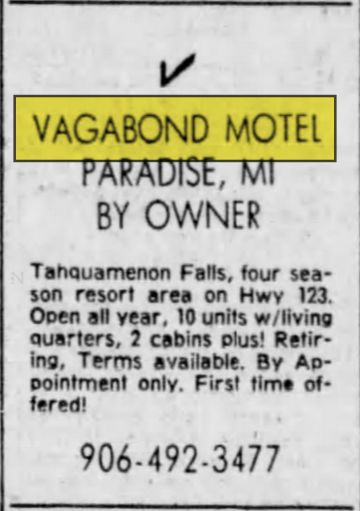 VAGABOND MOTEL
PARADISE, MI
BY OWNER
Tahquamenon Falls, four sea-
son resort area on Hwy 123.
Open all year, 10 units w/living
quarters, 2 cabins plus! Retir-
ing, Terms available. By Ap-
pointment only. First time of-
fered!
906-492-3477